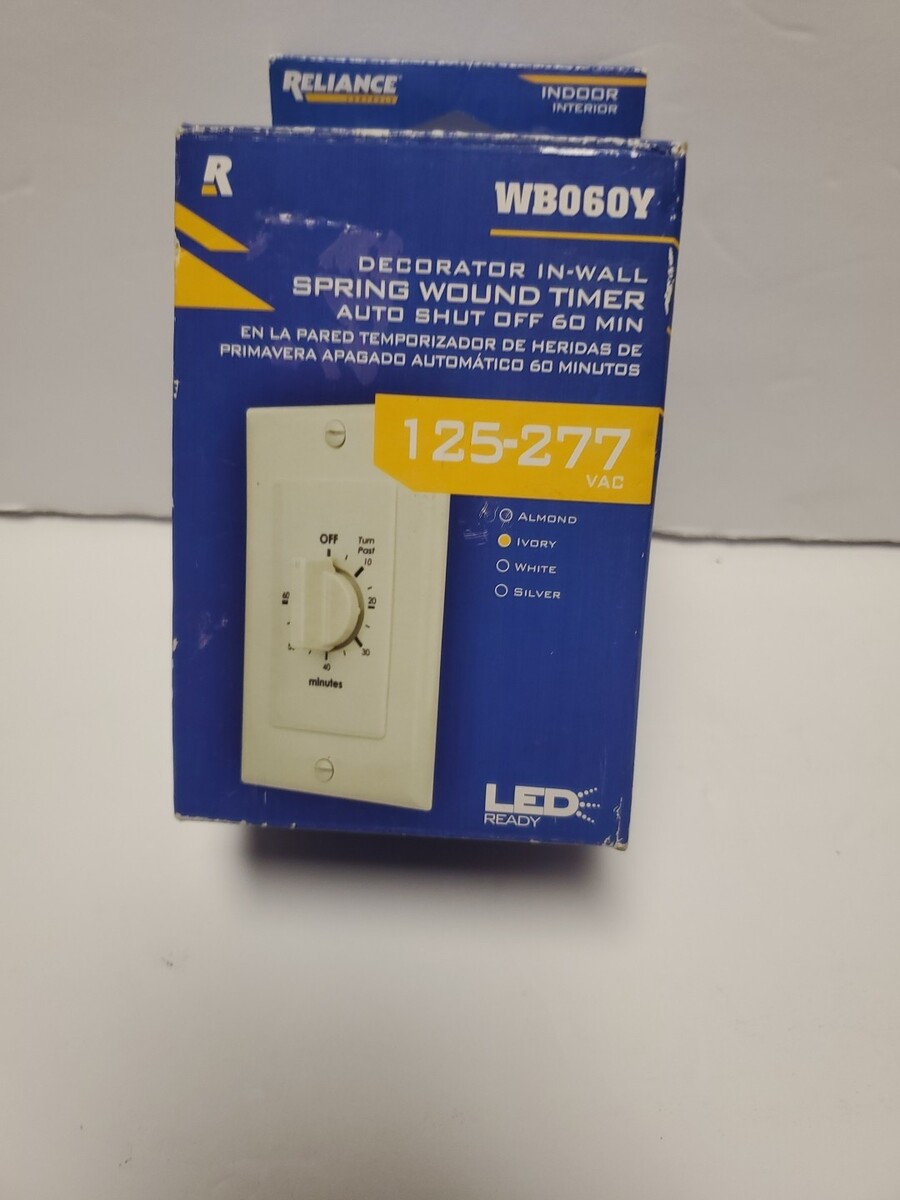 RELIANCE
CONTROLS
INDOOR
INTERIOR
R
WB060Y
DECORATOR IN-WALL
SPRING WOUND TIMER
AUTO SHUT OFF 60 MIN
EN LA PARED TEMPORIZADOR DE HERIDAS DE
PRIMAVERA APAGADO AUTOMÁTICO 60 MINUTOS
125-277
VAC
ALMOND
IVORY
WHITE
SILVER
OFF
Turn
Past
10
20
30
40
60
minutes
LED
READY